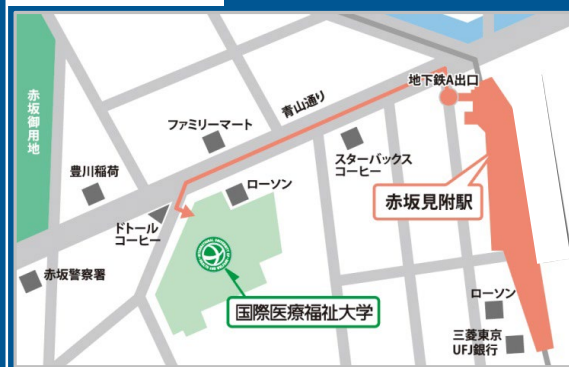 地下鉄A出口
青山通り
赤坂御用地
ファミリーマート
スターバックス
コーヒー
豊川稲荷
ローソン
赤坂見附駅
ドトール
コーヒー
赤坂警察署
国際医療福祉大学
ローソン
三菱東京
UFJ銀行